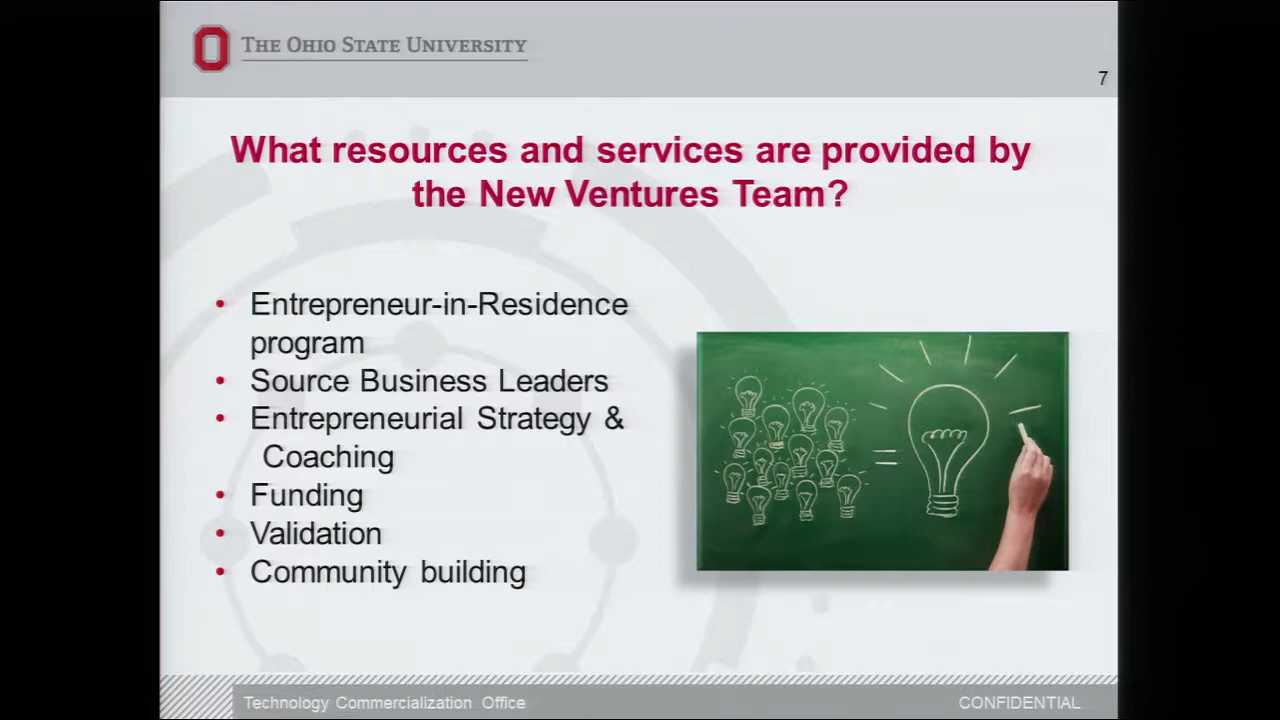 THE OHIO STATE UNIVERSITY
7
What resources and services are provided by
the New Ventures Team?
• Entrepreneur-in-Residence
program
• Source Business Leaders
• Entrepreneurial Strategy &
Coaching
• Funding
• Validation
• Community building
Technology Commercialization Office
CONFIDENTIAL